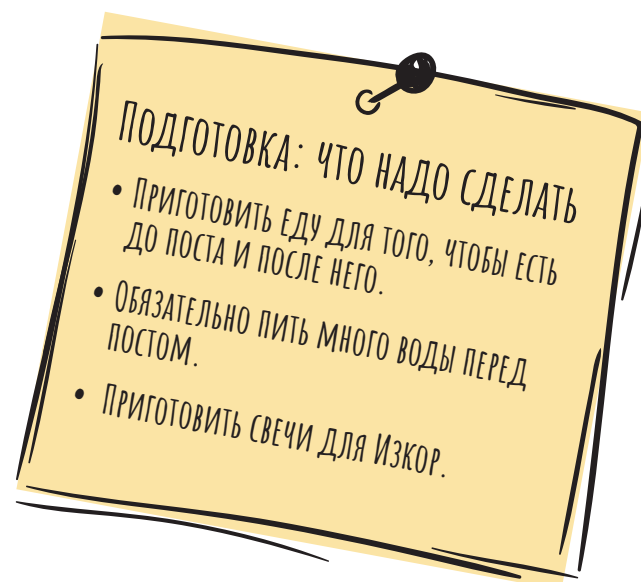 Подготовка: что надо сделать
• Приготовить еду для того, чтобы есть
до поста и после него.
• Обязательно пить много воды перед
постом.
• Приготовить свечи для Изкор.